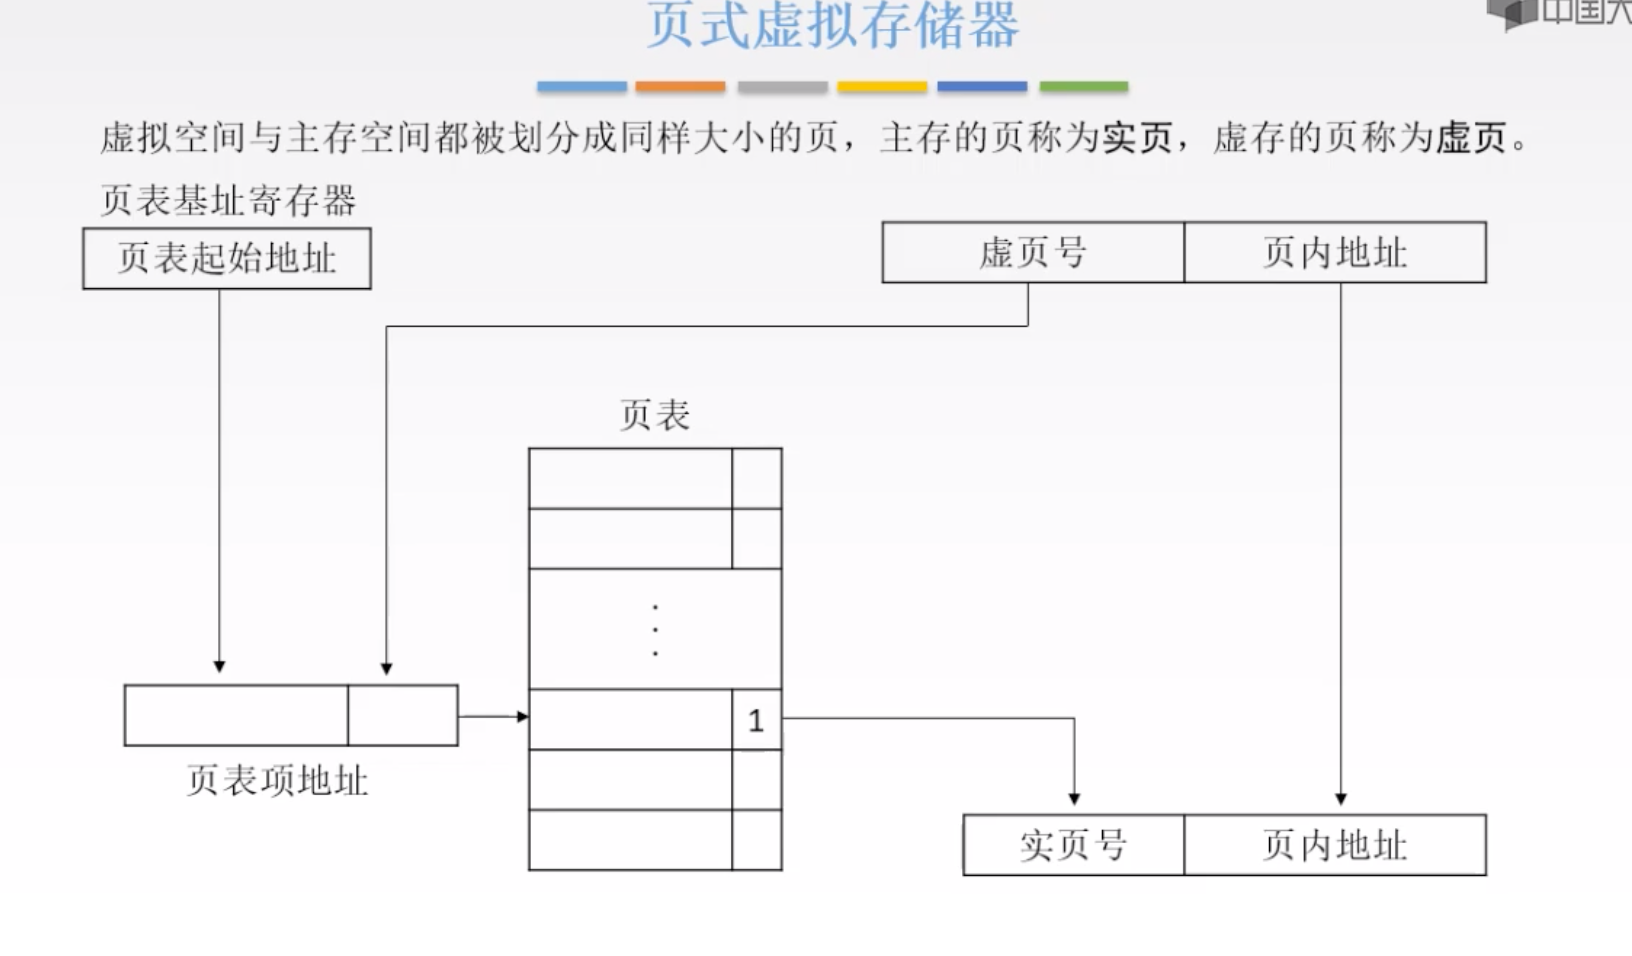 页式虚拟存储器
中国大
虚拟空间与主存空间都被划分成同样大小的页，主存的页称为实页，虚存的页称为虚页。
页表基址寄存器
页表起始地址
虚页号 页内地址
页表
1
页表项地址
实页号 页内地址